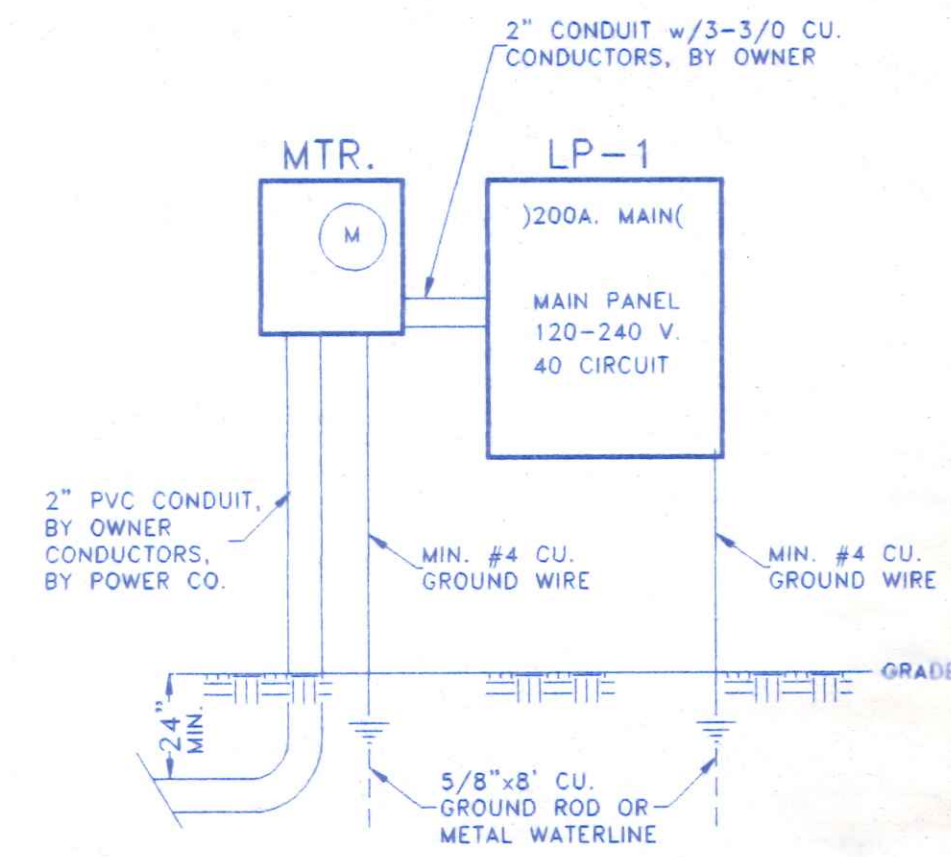 2" CONDUIT w/3-3/0 CU.
CONDUCTORS, BY OWNER
MTR.
LP-1
M
)200A. MAIN(
MAIN PANEL
120-240 V.
40 CIRCUIT
2" PVC CONDUIT,
BY OWNER
CONDUCTORS,
BY POWER CO.
MIN. #4 CU.
GROUND WIRE
MIN. #4 CU.
GROUND WIRE
GRADE
24"
MIN.
5/8"x8' CU.
GROUND ROD OR
METAL WATERLINE